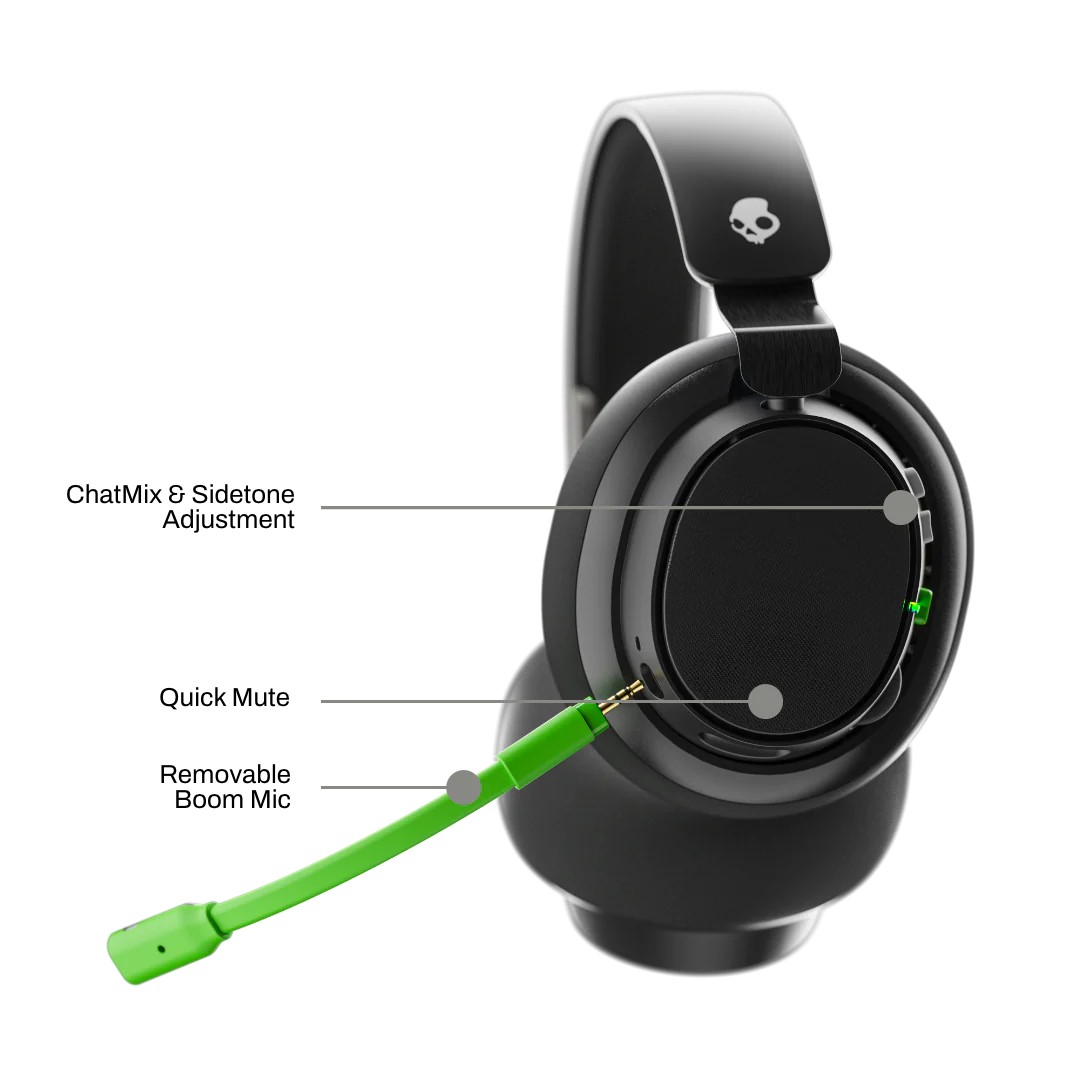 ChatMix & Sidetone
Adjustment
Quick Mute
Removable
Boom Mic